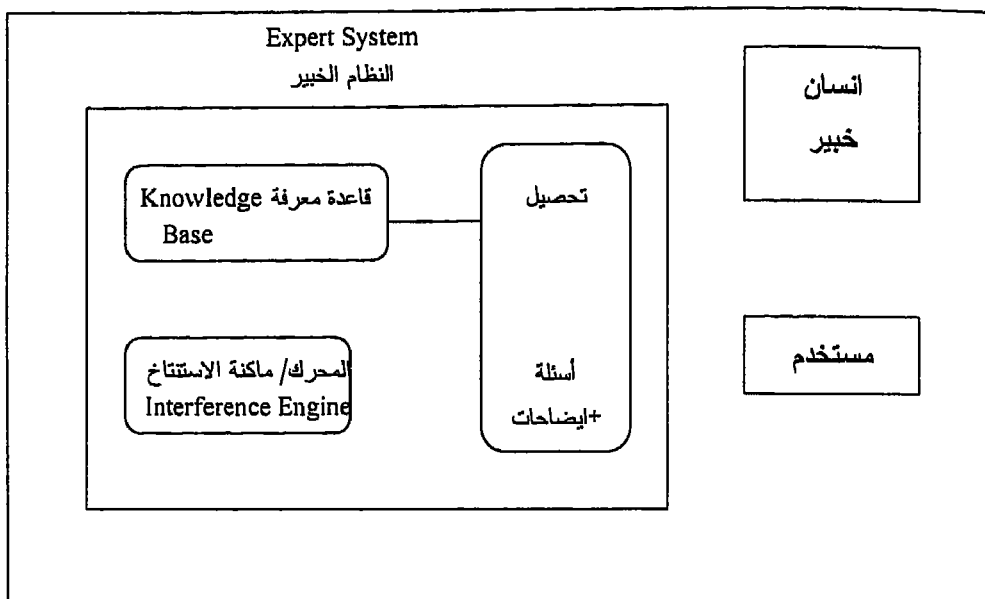 Expert System
النظام الخبير
انسان
خبير
قاعدة معرفة Knowledge
Base
تحصيل
مستخدم
المحرك/ ماكنة الاستنتاخ
Interference Engine
أسئلة
+ايضاحات